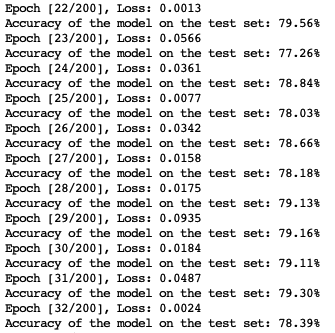 Epoch [22/200], Loss: 0.0013
Accuracy of the model on the test set: 79.56%
Epoch [23/200], Loss: 0.0566
Accuracy of the model on the test set: 77.26%
Epoch [24/200], Loss: 0.0361
Accuracy of the model on the test set: 78.84%
Epoch [25/200], Loss: 0.0077
Accuracy of the model on the test set: 78.03%
Epoch [26/200], Loss: 0.0342
Accuracy of the model on the test set: 78.66%
Epoch [27/200], Loss: 0.0158
Accuracy of the model on the test set: 78.18%
Epoch [28/200], Loss: 0.0175
Accuracy of the model on the test set: 79.13%
Epoch [29/200], Loss: 0.0935
Accuracy of the model on the test set: 79.16%
Epoch [30/200], Loss: 0.0184
Accuracy of the model on the test set: 79.11%
Epoch [31/200], Loss: 0.0487
Accuracy of the model on the test set: 79.30%
Epoch [32/200], Loss: 0.0024
Accuracy of the model on the test set: 78.39%